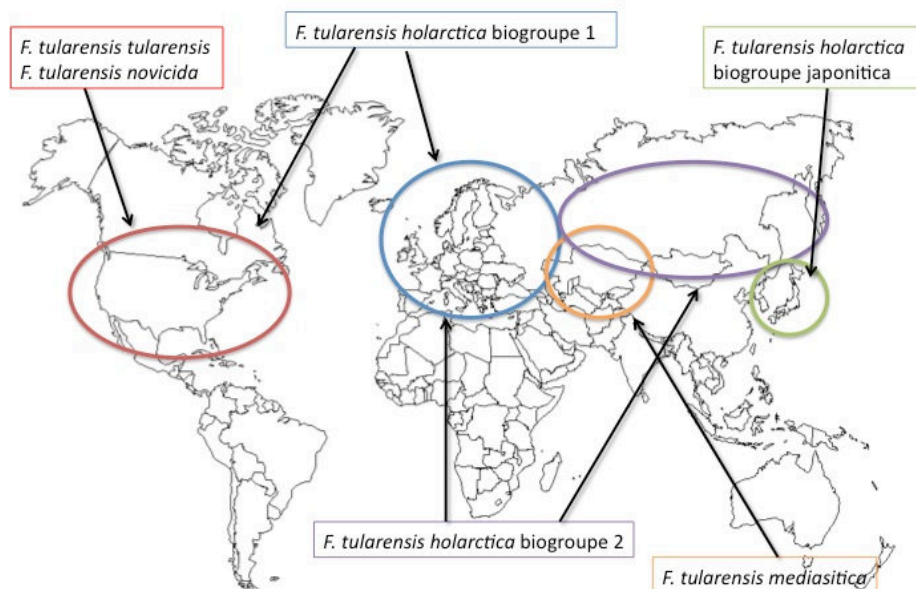 F. tularensis tularensis
F. tularensis novicida
F. tularensis holarctica biogroupe 1
F. tularensis holarctica
biogroupe japonitica
F. tularensis holarctica biogroupe 2
F. tularensis mediasitica